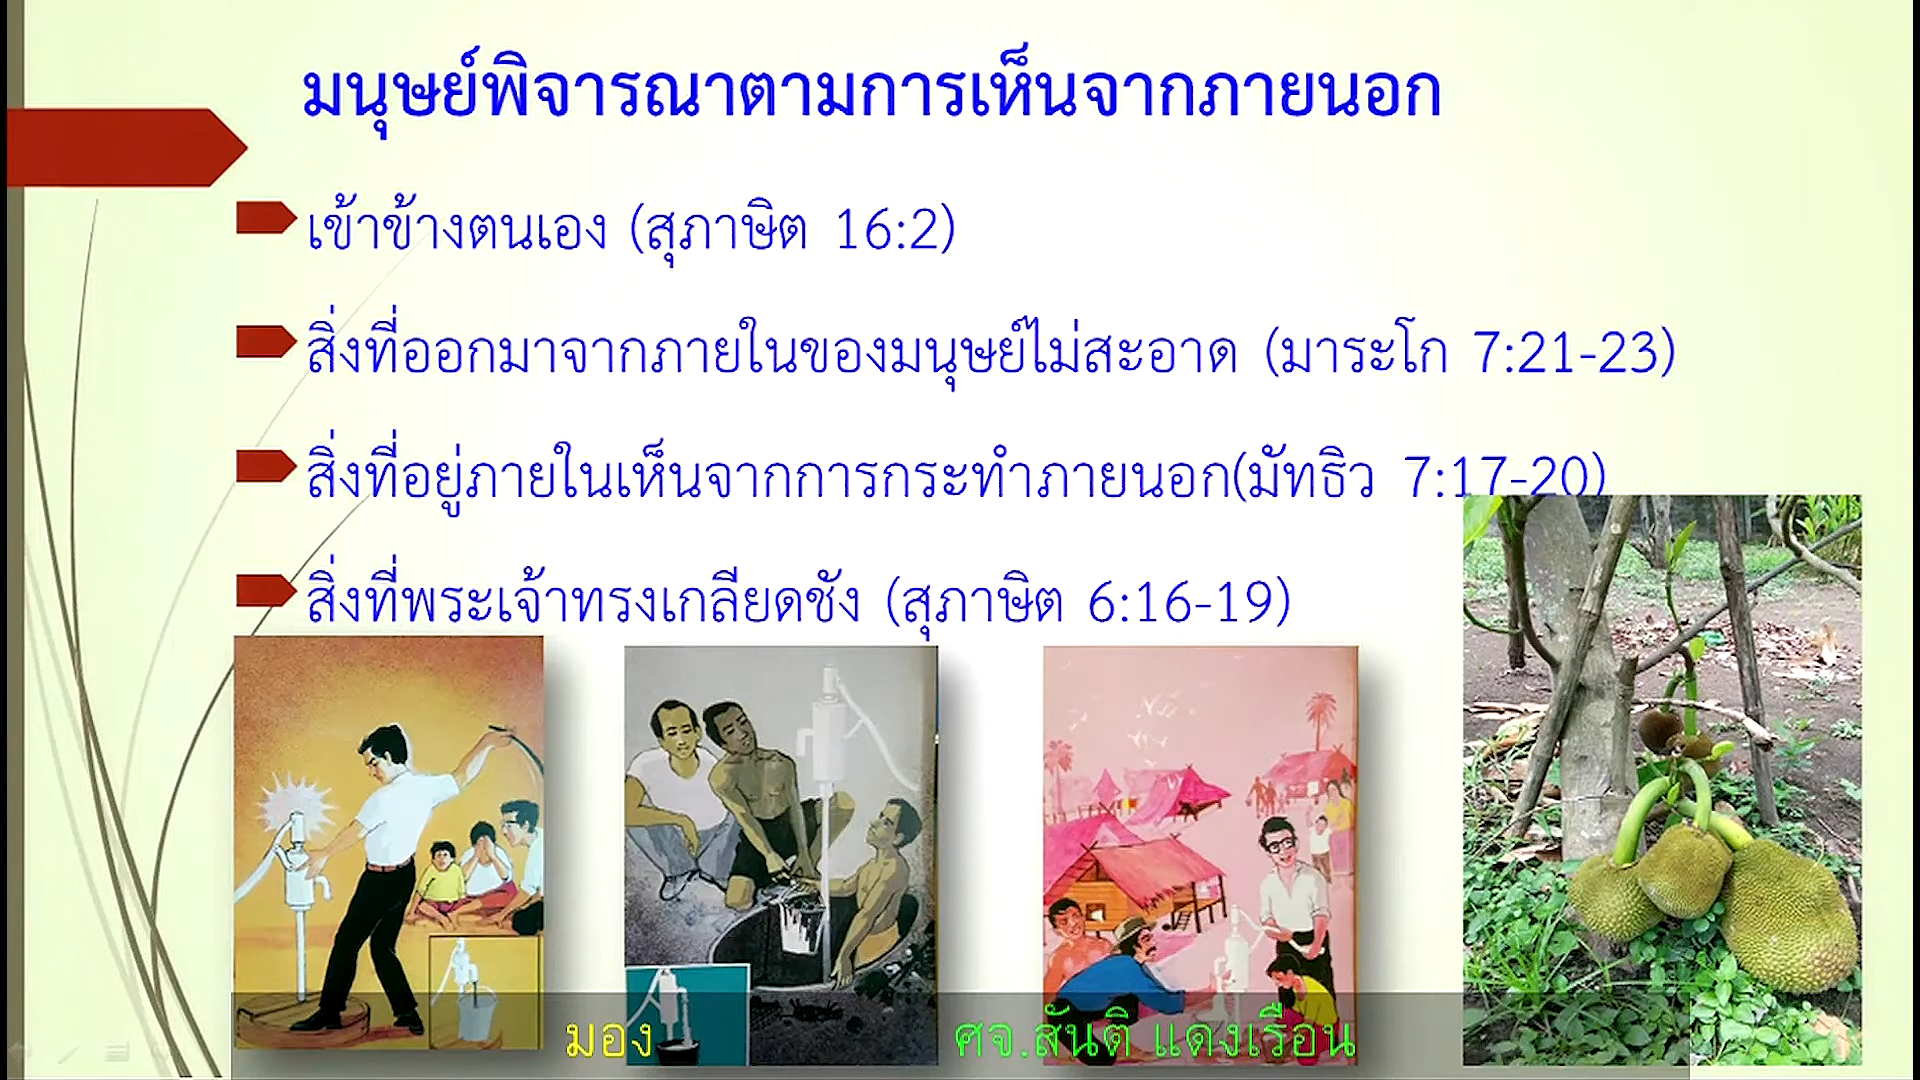 มนุษย์พิจารณาตามการเห็นจากภายนอก
เข้าข้างตนเอง (สุภาษิต 16:2)
สิ่งที่ออกมาจากภายในของมนุษย์ไม่สะอาด (มาระโก 7:21-23)
สิ่งที่อยู่ภายในเห็นจากการกระทำภายนอก(มัทธิว 7:17-20)
สิ่งที่พระเจ้าทรงเกลียดชัง (สุภาษิต 6:16-19)
มอง ศจ.สันติ แดงเรือน